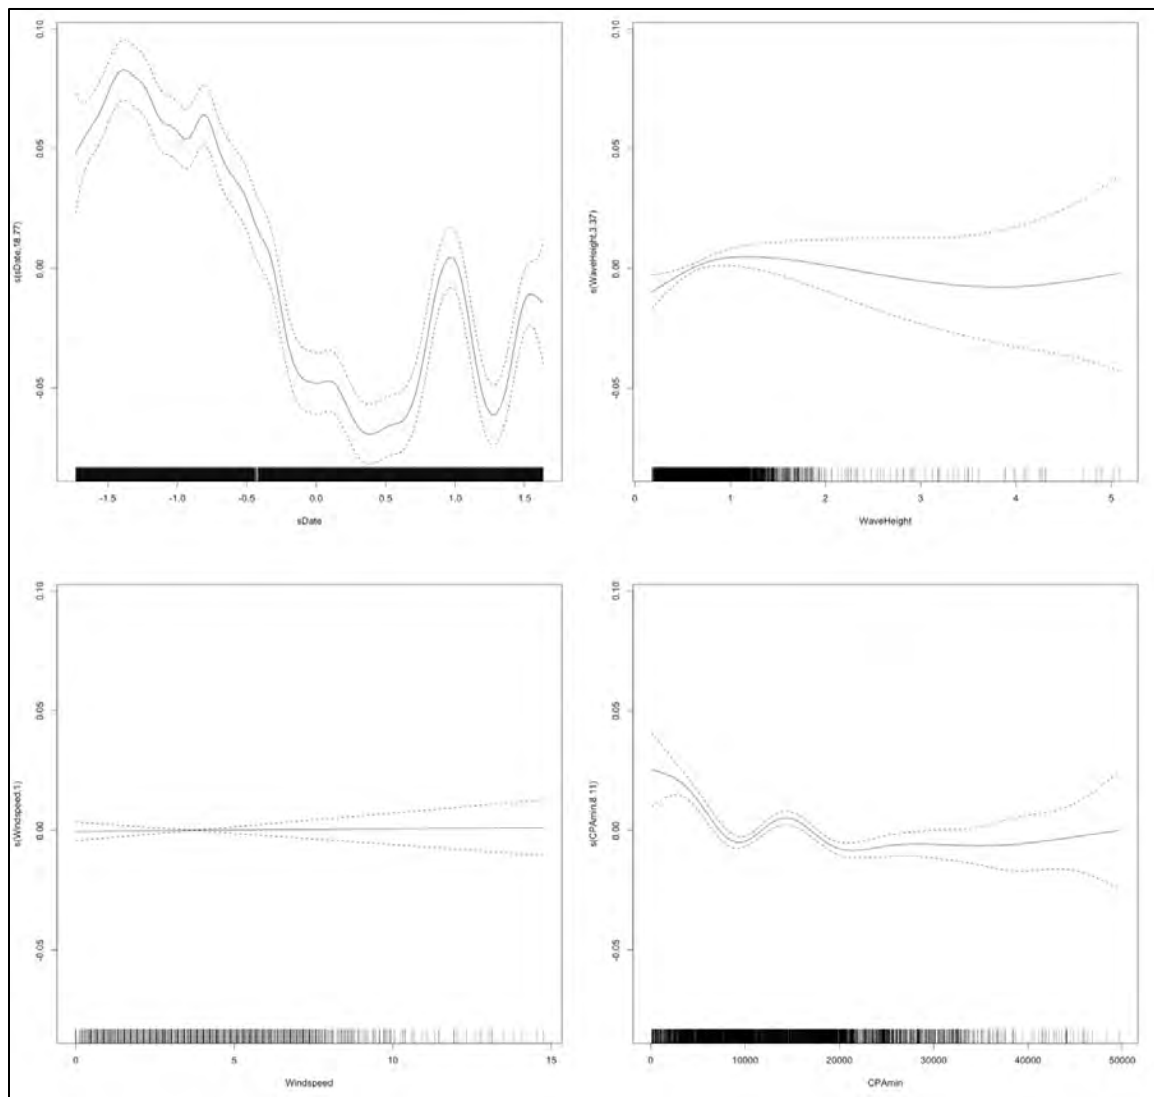 0.10
0.05
0.00
-0.05
s(sDate,18.77)
-1.5 -1.0 -0.5 0.0 0.5 1.0 1.5
sDate
0.10
0.05
0.00
-0.05
s(WaveHeight,3.37)
0 1 2 3 4 5
WaveHeight
0.10
0.05
0.00
-0.05
s(Windspeed,1)
0 5 10 15
Windspeed
0.10
0.05
0.00
-0.05
s(CPAmin,8.11)
0 10000 20000 30000 40000 50000
CPAmin